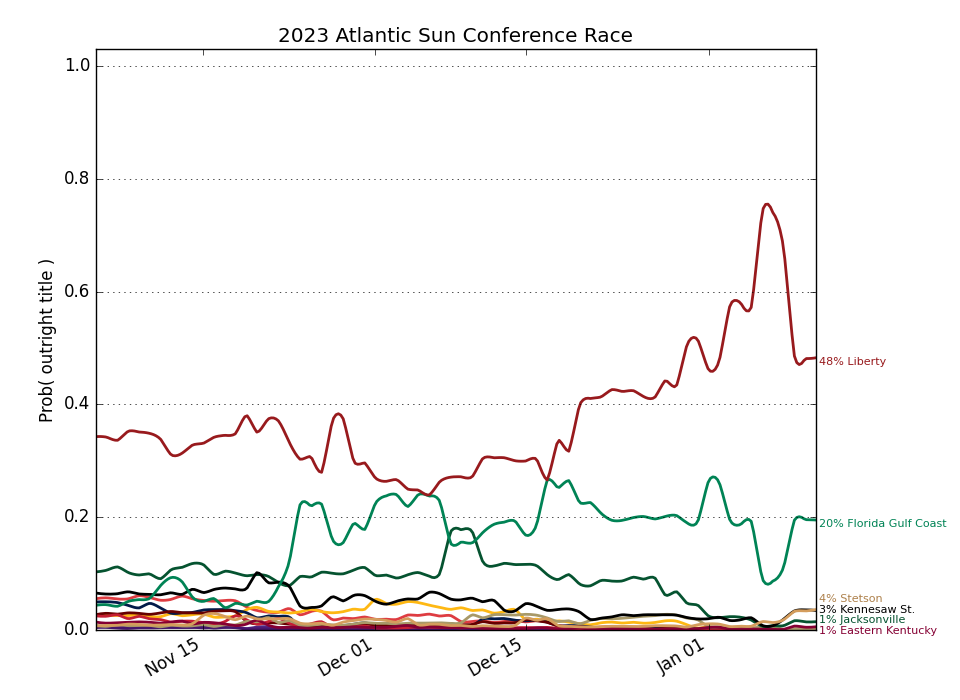 2023 Atlantic Sun Conference Race
Prob( outright title )
1.0
0.8
0.6
0.4
0.2
0.0
Nov 15
Dec 01
Dec 15
Jan 01
48% Liberty
20% Florida Gulf Coast
4% Stetson
3% Kennesaw St.
1% Jacksonville
1% Eastern Kentucky